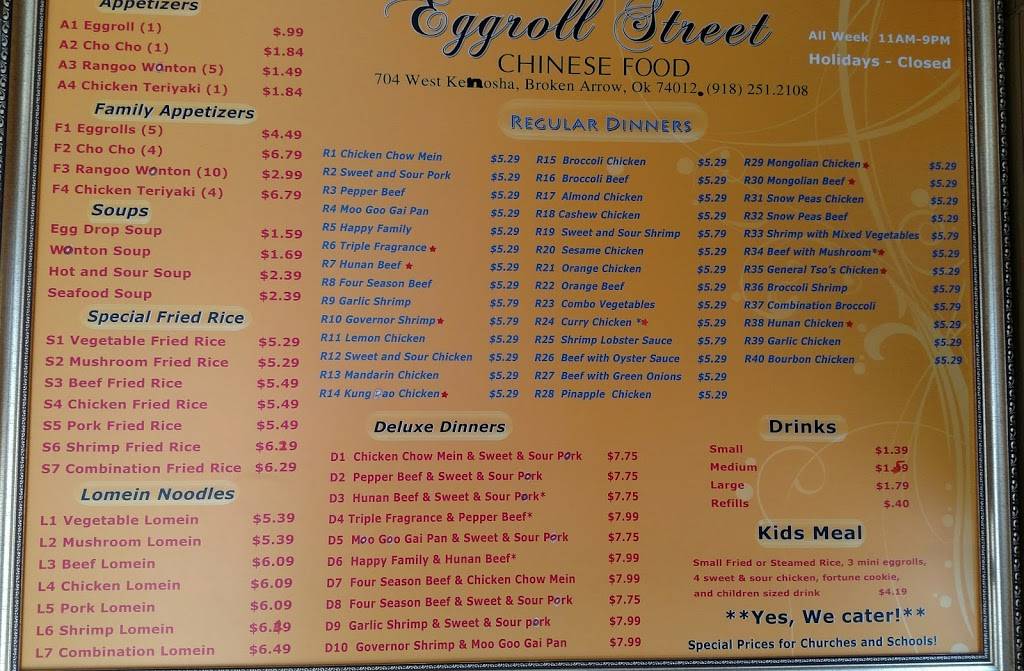 Appetizers
A1 Eggroll (1) $.99
A2 Cho Cho (1) $1.84
A3 Rangoo Wonton (5) $1.49
A4 Chicken Teriyaki (1) $1.84
Family Appetizers
F1 Eggrolls (5) $4.49
F2 Cho Cho (4) $6.79
F3 Rangoo Wonton (10) $2.99
F4 Chicken Teriyaki (4) $6.79
Soups
Egg Drop Soup $1.59
Wonton Soup $1.69
Hot and Sour Soup $2.39
Seafood Soup $2.39
Special Fried Rice
S1 Vegetable Fried Rice $5.29
S2 Mushroom Fried Rice $5.29
S3 Beef Fried Rice $5.49
S4 Chicken Fried Rice $5.49
S5 Pork Fried Rice $5.49
S6 Shrimp Fried Rice
S7 Combination Fried Rice $6.29
Lomein Noodles
L1 Vegetable Lomein $5.39
L2 Mushroom Lomein $5.39
L3 Beef Lomein $6.09
L4 Chicken Lomein $6.09
L5 Pork Lomein $6.09
L6 Shrimp Lomein
L7 Combination Lomein $6.49
Eggroll Street
CHINESE FOOD
704 West Kenosha, Broken Arrow, Ok 74012. (918) 251.2108
All Week 11AM-9PM
Holidays - Closed
Regular Dinners
R1 Chicken Chow Mein $5.29
R2 Sweet and Sour Pork $5.29
R3 Pepper Beef $5.29
R4 Moo Goo Gai Pan $5.29
R5 Happy Family $5.29
R6 Triple Fragrance★ $5.29
R7 Hunan Beef ★ $5.29
R8 Four Season Beef $5.29
R9 Garlic Shrimp $5.79
R10 Governor Shrimp★ $5.79
R11 Lemon Chicken $5.29
R12 Sweet and Sour Chicken $5.29
R13 Mandarin Chicken $5.29
R14 Kung Pao Chicken★ $5.29
R15 Broccoli Chicken $5.29
R16 Broccoli Beef $5.29
R17 Almond Chicken $5.29
R18 Cashew Chicken $5.29
R19 Sweet and Sour Shrimp $5.79
R20 Sesame Chicken $5.29
R21 Orange Chicken $5.29
R22 Orange Beef $5.29
R23 Combo Vegetables $5.29
R24 Curry Chicken *★ $5.29
R25 Shrimp Lobster Sauce $5.79
R26 Beef with Oyster Sauce $5.29
R27 Beef with Green Onions $5.29
R28 Pinapple Chicken $5.29
R29 Mongolian Chicken★ $5.29
R30 Mongolian Beef ★ $5.29
R31 Snow Peas Chicken $5.29
R32 Snow Peas Beef $5.29
R33 Shrimp with Mixed Vegetables $5.79
R34 Beef with Mushroom*★ $5.29
R35 General Tso's Chicken★ $5.29
R36 Broccoli Shrimp $5.79
R37 Combination Broccoli $5.79
R38 Hunan Chicken★ $5.29
R39 Garlic Chicken $5.29
R40 Bourbon Chicken $5.29
Deluxe Dinners
D1 Chicken Chow Mein & Sweet & Sour Pork $7.75
D2 Pepper Beef & Sweet & Sour Pork $7.75
D3 Hunan Beef & Sweet & Sour Pork* $7.75
D4 Triple Fragrance & Pepper Beef* $7.99
D5 Moo Goo Gai Pan & Sweet & Sour Pork $7.75
D6 Happy Family & Hunan Beef* $7.99
D7 Four Season Beef & Chicken Chow Mein $7.99
D8 Four Season Beef & Sweet & Sour Pork $7.75
D9 Garlic Shrimp & Sweet & Sour pork $7.99
D10 Governor Shrimp & Moo Goo Gai Pan $7.99
Drinks
Small $1.39
Medium
Large $1.79
Refills $.40
Kids Meal
Small Fried or Steamed Rice, 3 mini eggrolls,
4 sweet & sour chicken, fortune cookie,
and children sized drink $4.19
**Yes, We cater!**
Special Prices for Churches and Schools!